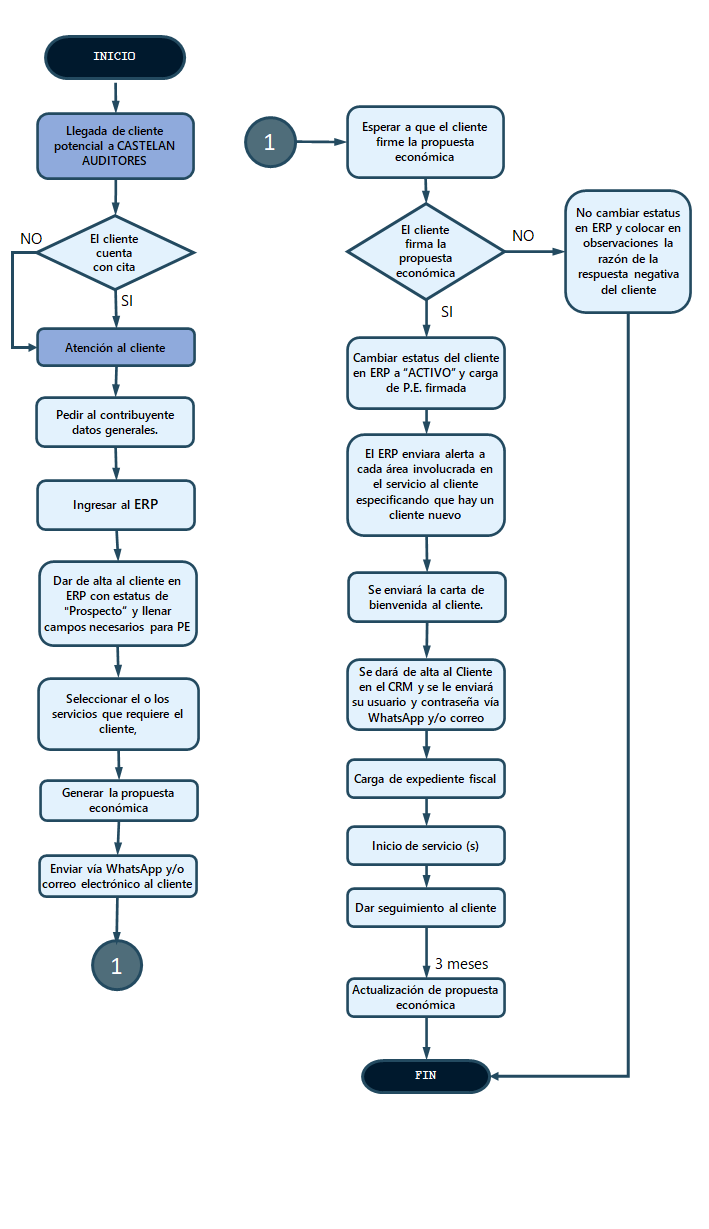 INICIO
Llegada de cliente
potencial a CASTELAN
AUDITORES
NO
El cliente
cuenta
con cita
SI
Atención al cliente
Pedir al contribuyente
datos generales.
Ingresar al ERP
Dar de alta al cliente en
ERP con estatus de
"Prospecto" y llenar
campos necesarios para PE
Seleccionar el o los
servicios que requiere el
cliente,
Generar la propuesta
económica
Enviar vía WhatsApp y/o
correo electrónico al cliente
1
1
Esperar a que el cliente
firme la propuesta
económica
El cliente
firma la
propuesta
económica
NO
No cambiar estatus
en ERP y colocar en
observaciones la
razón de la
respuesta negativa
del cliente
SI
Cambiar estatus del cliente
en ERP a "ACTIVO" y carga
de P.E. firmada
El ERP enviara alerta a
cada área involucrada en
el servicio al cliente
especificando que hay un
cliente nuevo
Se enviará la carta de
bienvenida al cliente.
Se dará de alta al Cliente
en el CRM y se le enviará
su usuario y contraseña vía
WhatsApp y/o correo
Carga de expediente fiscal
Inicio de servicio (s)
Dar seguimiento al cliente
3 meses
Actualización de propuesta
económica
FIN